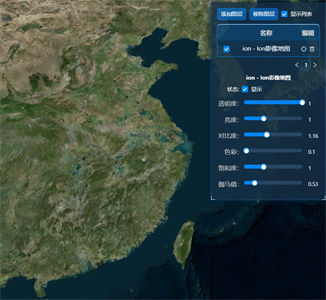 添加图层 移除图层 显示列表
名称 编辑
ion - Ion影像地图
1
ion - Ion影像地图
状态: 显示
透明度: 1
亮度: 1
对比度: 1.16
色彩: 0.1
饱和度: 1
伽马值: 0.53